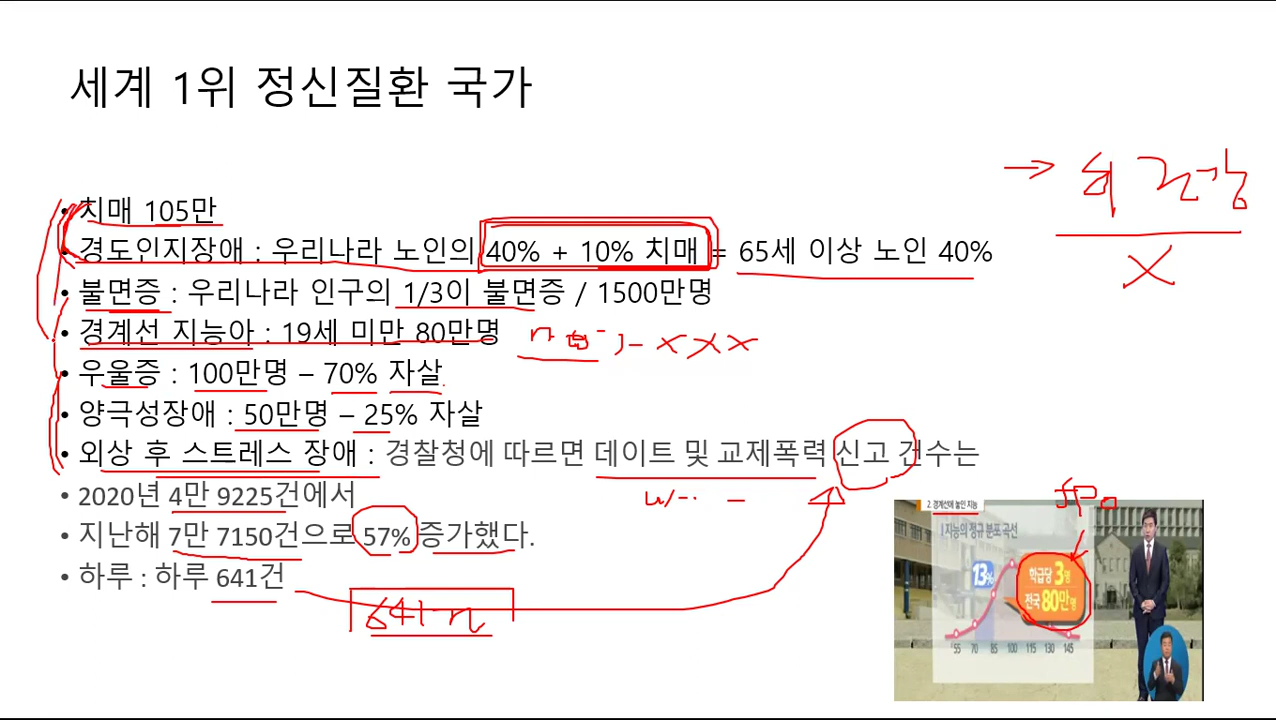 세계 1위 정신질환 국가
• 치매 105만
• 경도인지장애 : 우리나라 노인의 40% + 10% 치매 = 65세 이상 노인 40%
• 불면증 : 우리나라 인구의 1/3이 불면증 / 1500만명
• 경계선 지능아 : 19세 미만 80만명
• 우울증 : 100만명 – 70% 자살
• 양극성장애 : 50만명 – 25% 자살
• 외상 후 스트레스 장애 : 경찰청에 따르면 데이트 및 교제폭력 신고 건수는
• 2020년 4만 9225건에서
• 지난해 7만 7150건으로 57% 증가했다.
• 하루 : 하루 641건
641
2. 경계선에 놓인 지능
지능의 정규 분포 곡선
13%
학급당 3명
전국 80만명
55 70 85 100 115 130 145